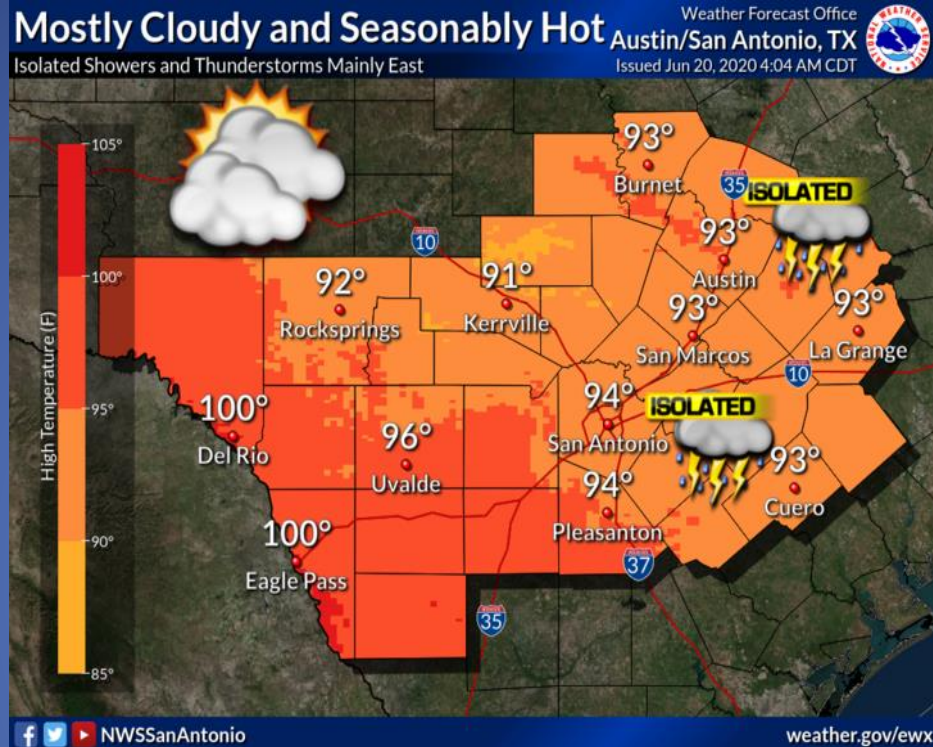 Mostly Cloudy and Seasonably Hot
Isolated Showers and Thunderstorms Mainly East
Weather Forecast Office
Austin/San Antonio, TX
Issued Jun 20, 2020 4:04 AM CDT
NATIONAL WEATHER SERVICE
High Temperature (F)
105°
100°
95°
90°
85°
93°
Burnet
35
ISOLATED
93°
Austin
10
92°
Rocksprings
91°
Kerrville
93°
San Marcos
93°
La Grange
10
100°
Del Rio
96°
Uvalde
94°
San Antonio
ISOLATED
94°
Pleasanton
93°
Cuero
100°
Eagle Pass
37
35
NWSSanAntonio
weather.gov/ewx